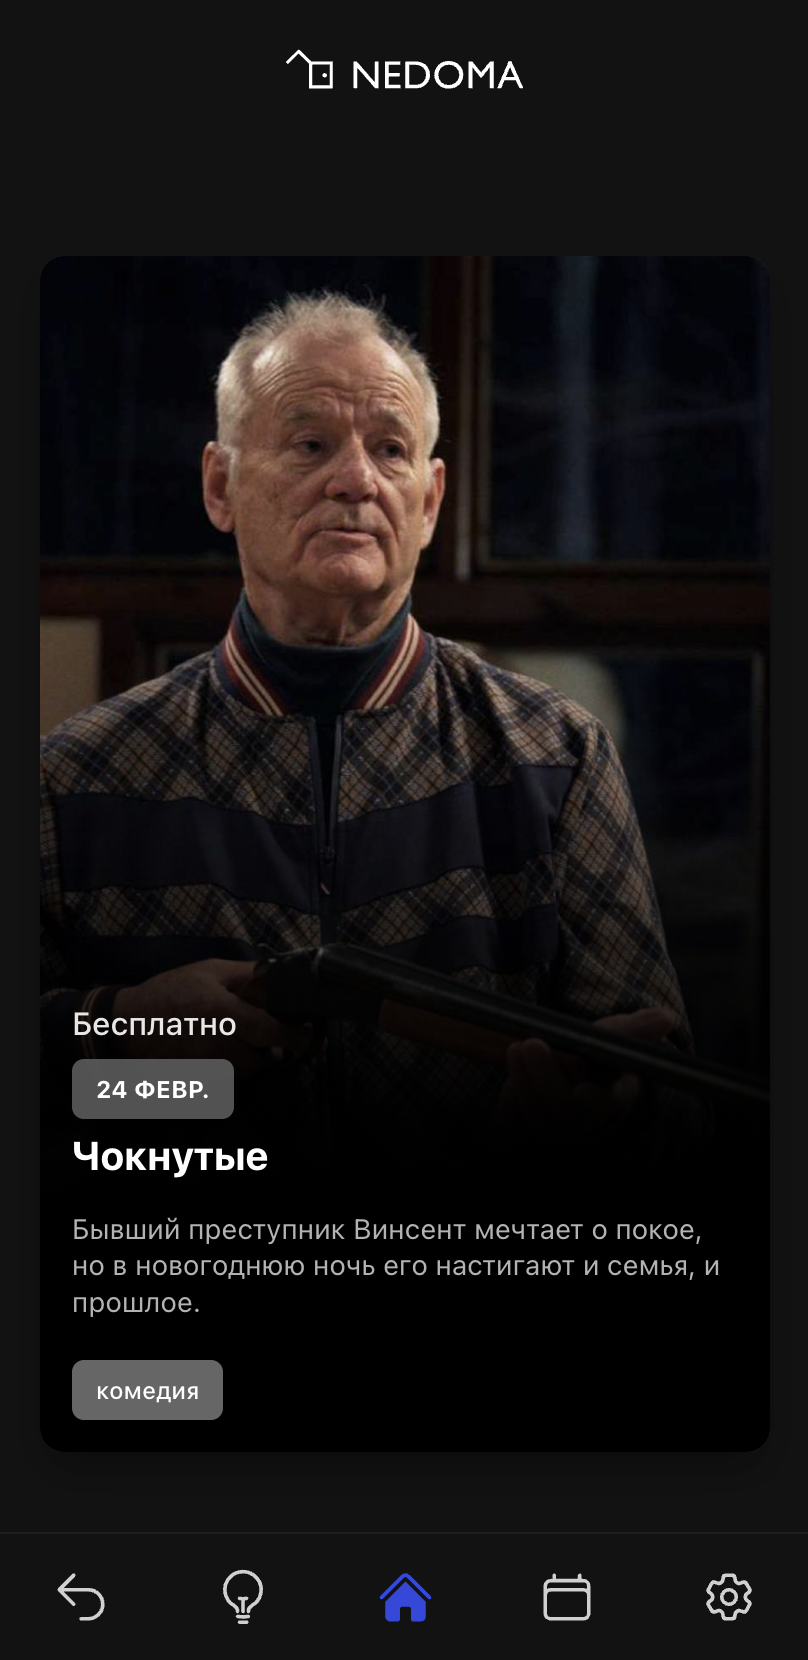 NEDOMA
Бесплатно
24 ФЕВР.
Чокнутые
Бывший преступник Винсент мечтает о покое,
но в новогоднюю ночь его настигают и семья, и
прошлое.
комедия